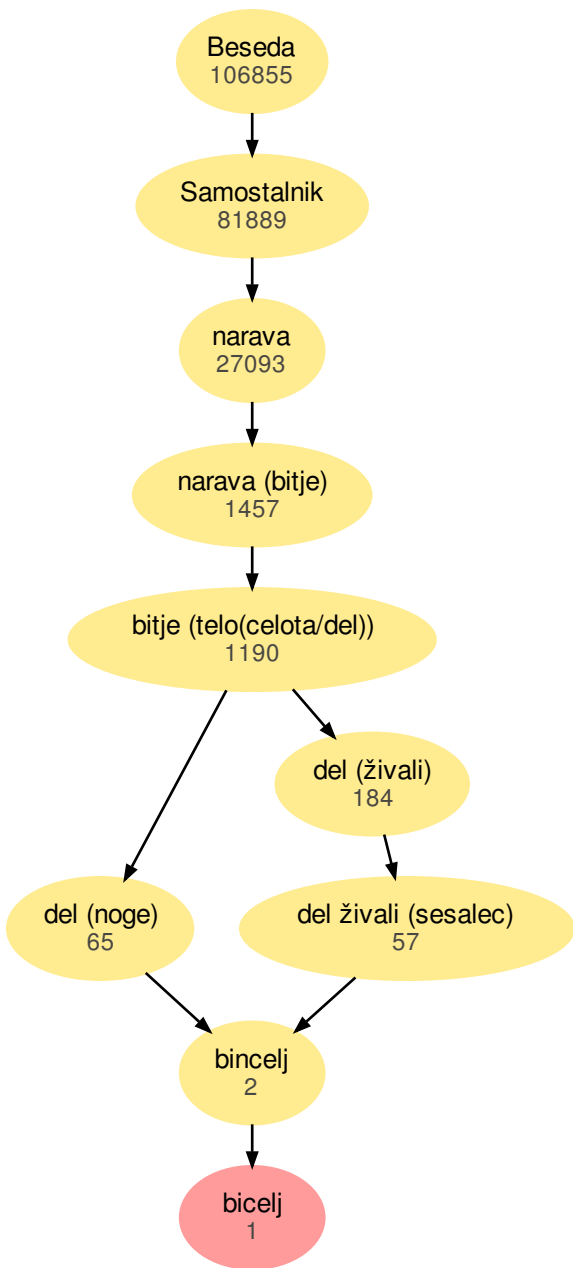 Beseda
106855
Samostalnik
81889
narava
27093
narava (bitje)
1457
bitje (telo(celota/del))
1190
del (živali)
184
del (noge)
65
del živali (sesalec)
57
bincelj
2
bicelj
1